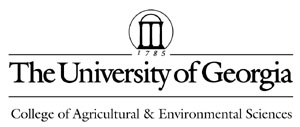 1785
The University of Georgia
College of Agricultural & Environmental Sciences